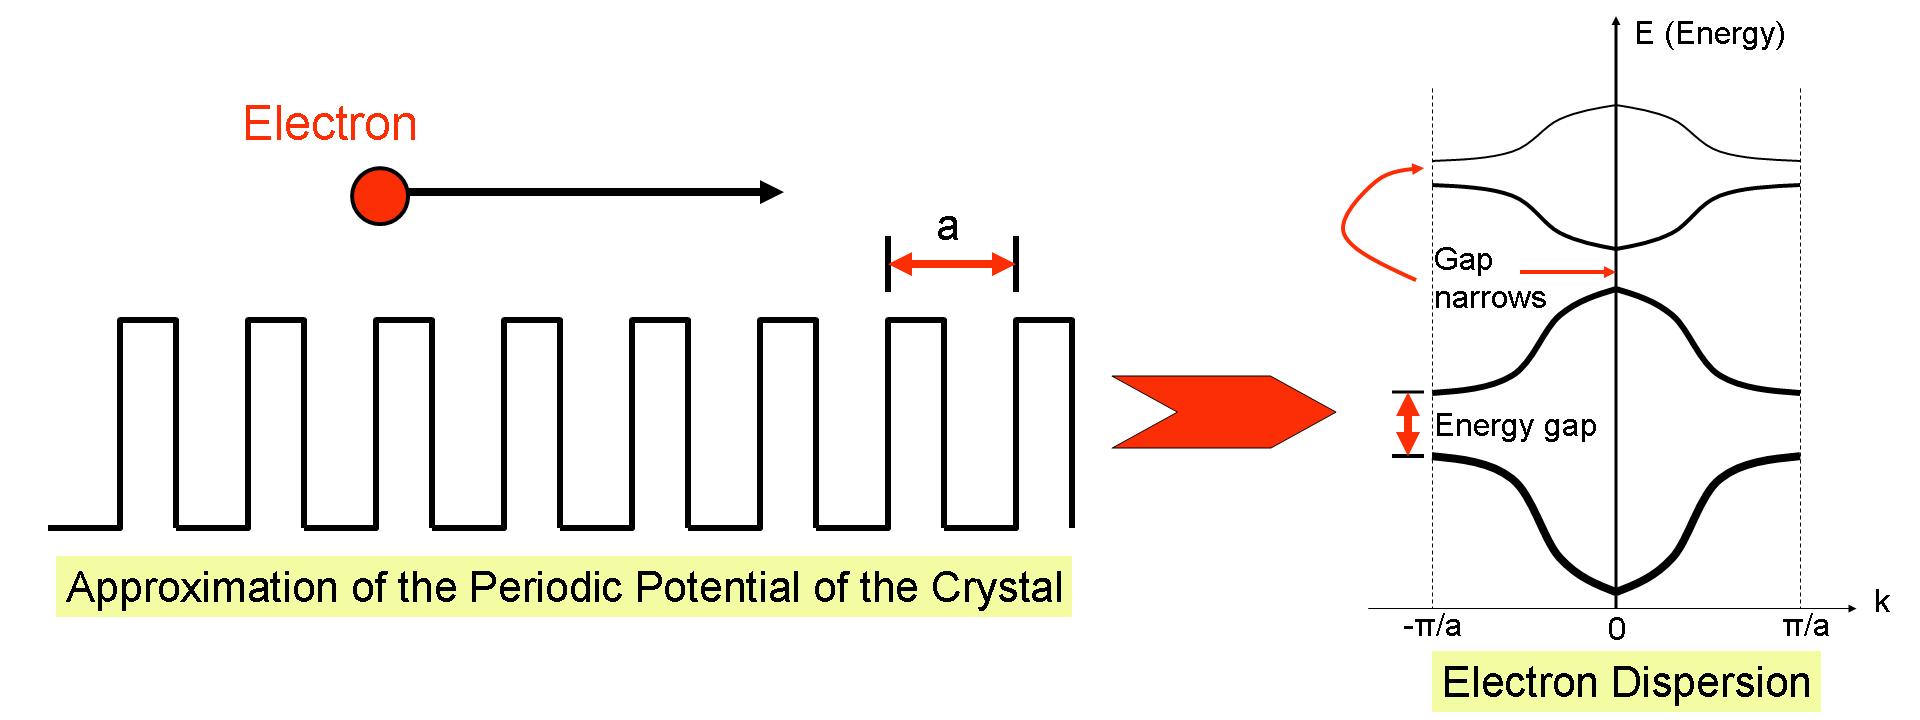 Electron
a
Approximation of the Periodic Potential of the Crystal
E (Energy)
Gap
narrows
Energy gap
k
-π/a
0
π/a
Electron Dispersion